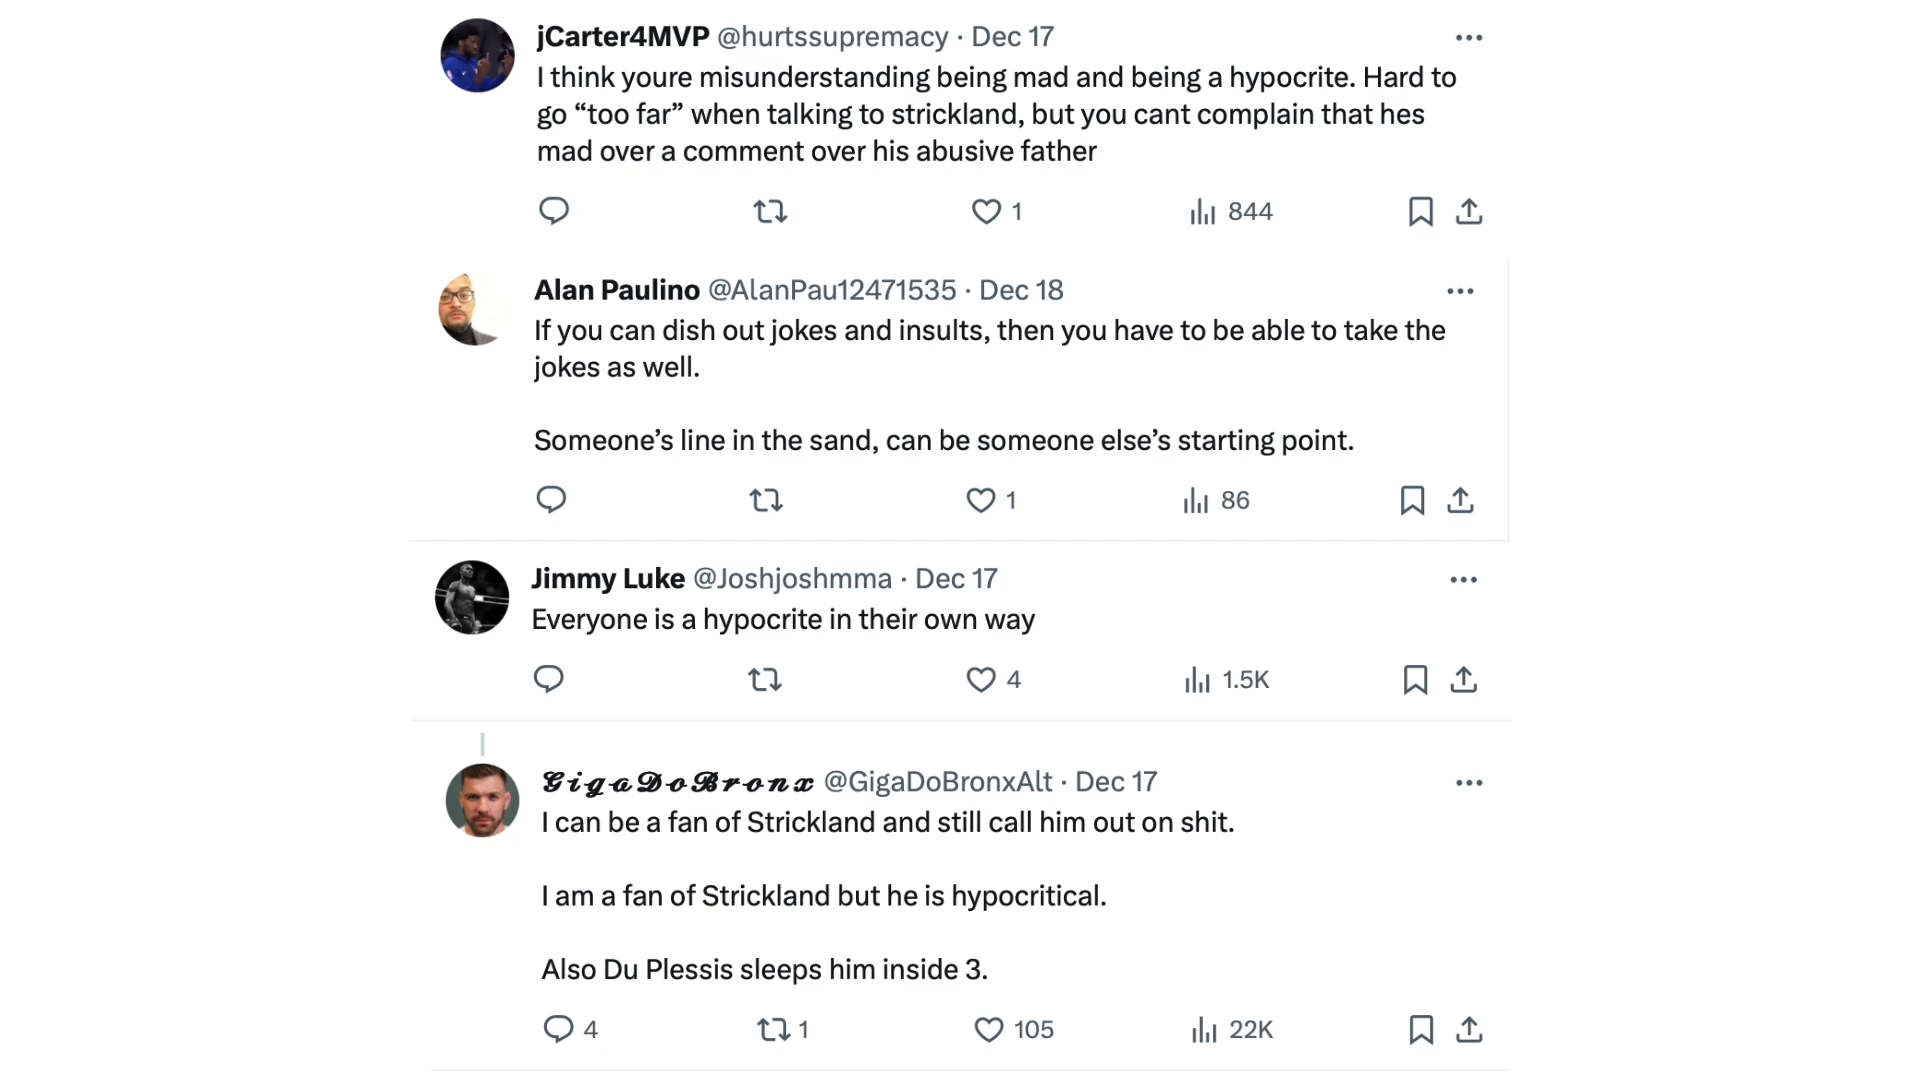 jCarter4MVP @hurtssupremacy · Dec 17
I think youre misunderstanding being mad and being a hypocrite. Hard to
go “too far” when talking to strickland, but you cant complain that hes
mad over a comment over his abusive father
1 844
Alan Paulino @AlanPau12471535 · Dec 18
If you can dish out jokes and insults, then you have to be able to take the
jokes as well.
Someone’s line in the sand, can be someone else’s starting point.
1 86
Jimmy Luke @Joshjoshmma · Dec 17
Everyone is a hypocrite in their own way
4 1.5K
𝓖𝓲𝓰𝓪𝓓𝓸𝓑𝓻𝓸𝓷𝔁 @GigaDoBronxAlt · Dec 17
I can be a fan of Strickland and still call him out on shit.
I am a fan of Strickland but he is hypocritical.
Also Du Plessis sleeps him inside 3.
4 1 105 22K